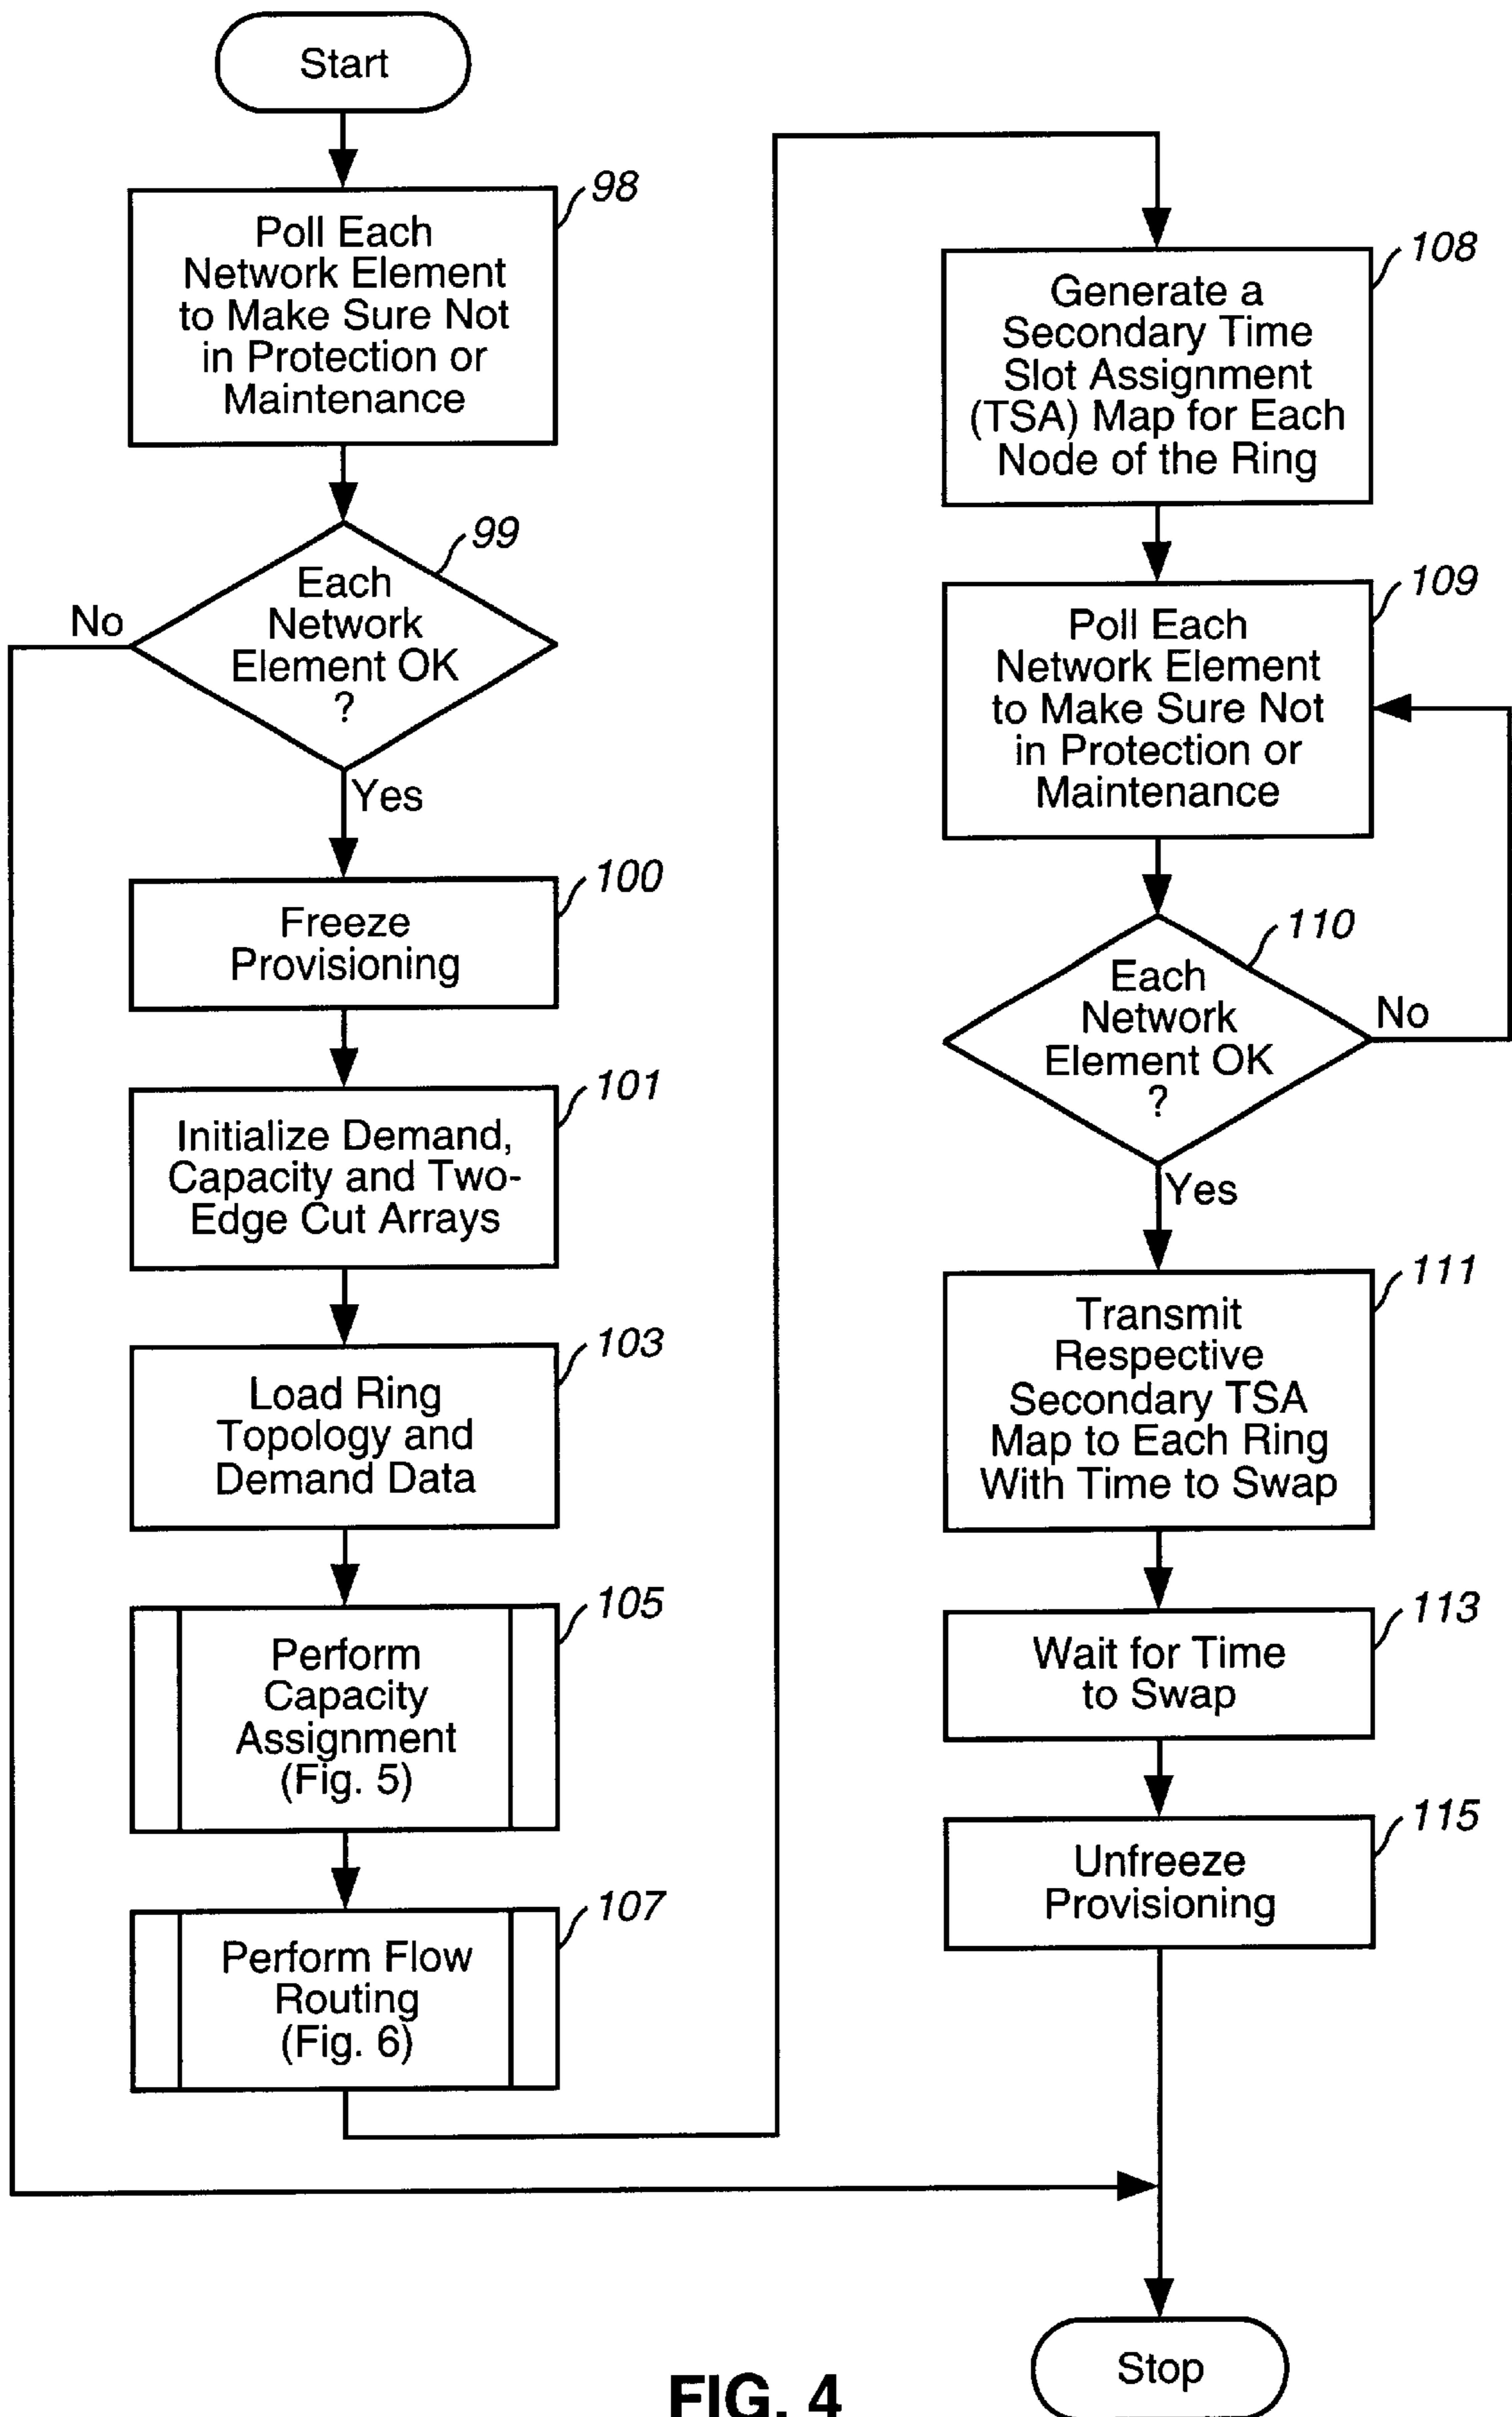 Start
98
Poll Each
Network Element
to Make Sure Not
in Protection or
Maintenance
99
Each
Network
Element OK
?
No
Yes
100
Freeze
Provisioning
101
Initialize Demand,
Capacity and Two-
Edge Cut Arrays
103
Load Ring
Topology and
Demand Data
105
Perform
Capacity
Assignment
(Fig. 5)
107
Perform Flow
Routing
(Fig. 6)
108
Generate a
Secondary Time
Slot Assignment
(TSA) Map for Each
Node of the Ring
109
Poll Each
Network Element
to Make Sure Not
in Protection or
Maintenance
110
Each
Network
Element OK
?
No
Yes
111
Transmit
Respective
Secondary TSA
Map to Each Ring
With Time to Swap
113
Wait for Time
to Swap
115
Unfreeze
Provisioning
Stop
FIG. 4